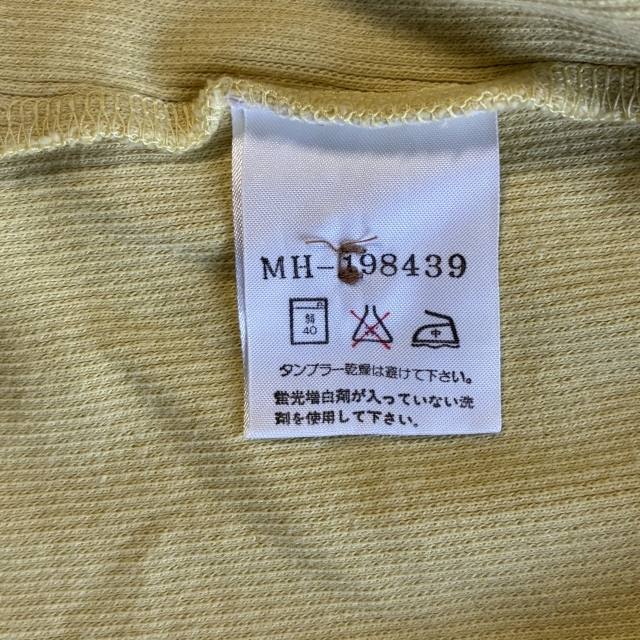 MH-198439
弱
40
中
タンブラー乾燥は避けて下さい。
蛍光増白剤が入っていない洗
剤を使用して下さい。